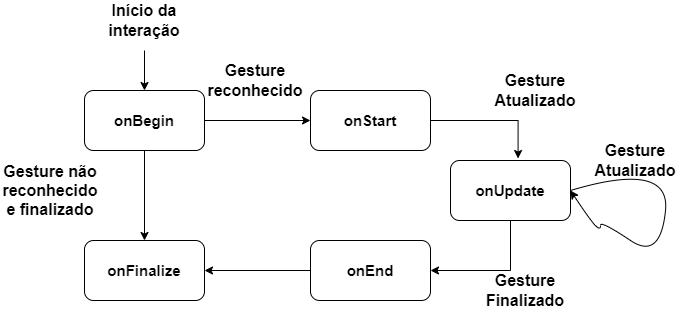 Início da
interação
Gesture
reconhecido
Gesture
Atualizado
onBegin
onStart
Gesture
Atualizado
Gesture não
reconhecido
e finalizado
onUpdate
onFinalize
onEnd
Gesture
Finalizado